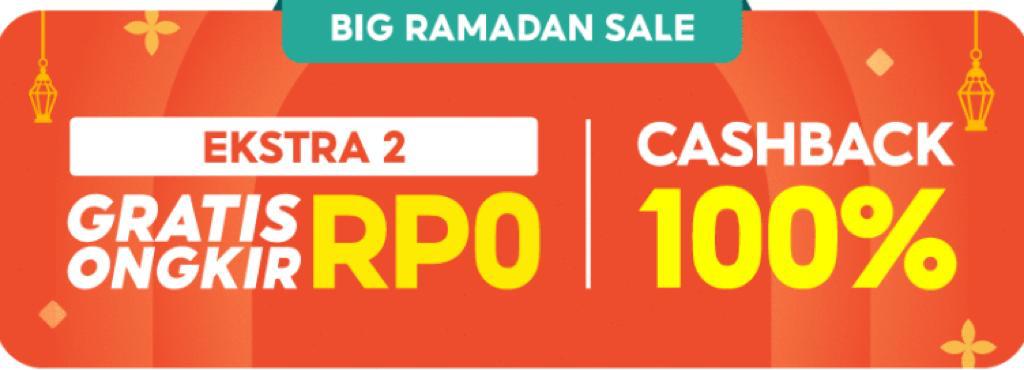 BIG RAMADAN SALE
EKSTRA 2
GRATIS
ONGKIR
RP0
CASHBACK
100%